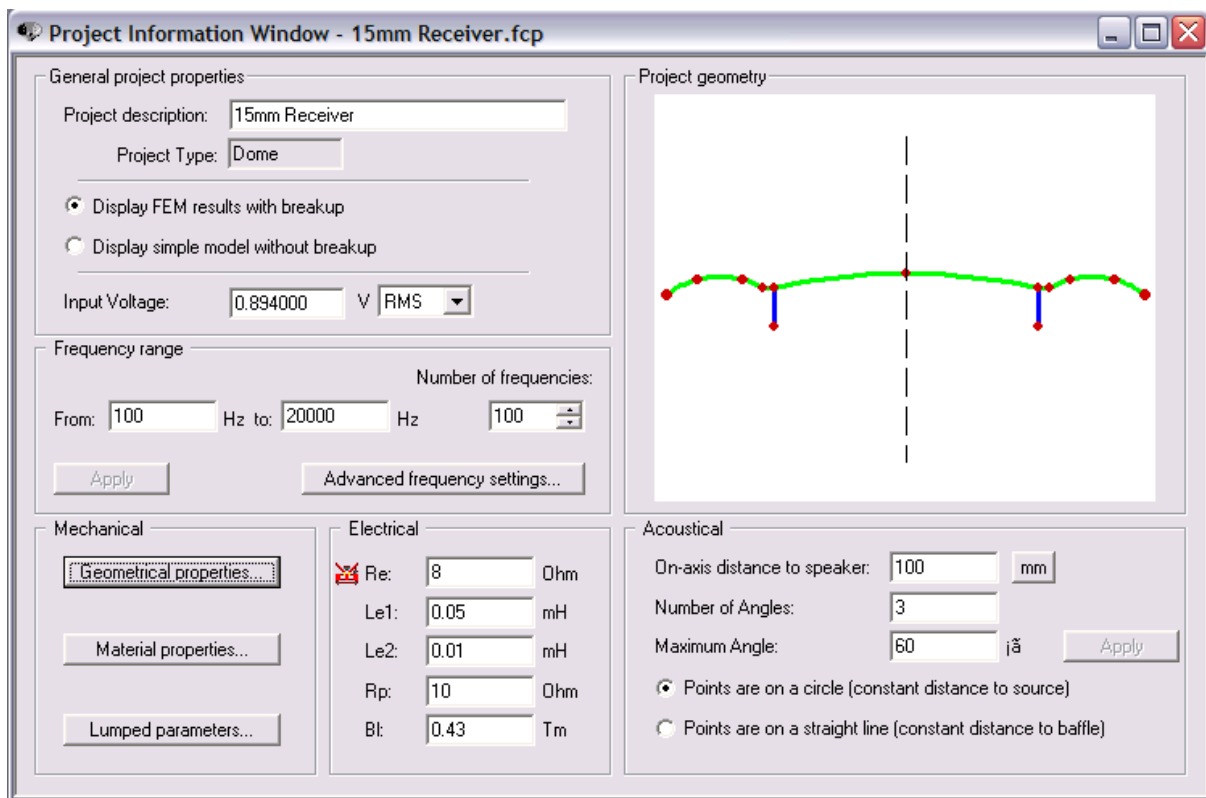 Project Information Window - 15mm Receiver.fcp
General project properties
Project description: 15mm Receiver
Project Type: Dome
Display FEM results with breakup
Display simple model without breakup
Input Voltage: 0.894000 V RMS
Frequency range
Number of frequencies:
From: 100 Hz to: 20000 Hz 100
Apply Advanced frequency settings...
Mechanical
Geometrical properties...
Material properties...
Lumped parameters...
Electrical
Re: 8 Ohm
Le1: 0.05 mH
Le2: 0.01 mH
Rp: 10 Ohm
Bl: 0.43 Tm
Project geometry
Acoustical
On-axis distance to speaker: 100 mm
Number of Angles: 3
Maximum Angle: 60 ¡ã Apply
Points are on a circle (constant distance to source)
Points are on a straight line (constant distance to baffle)